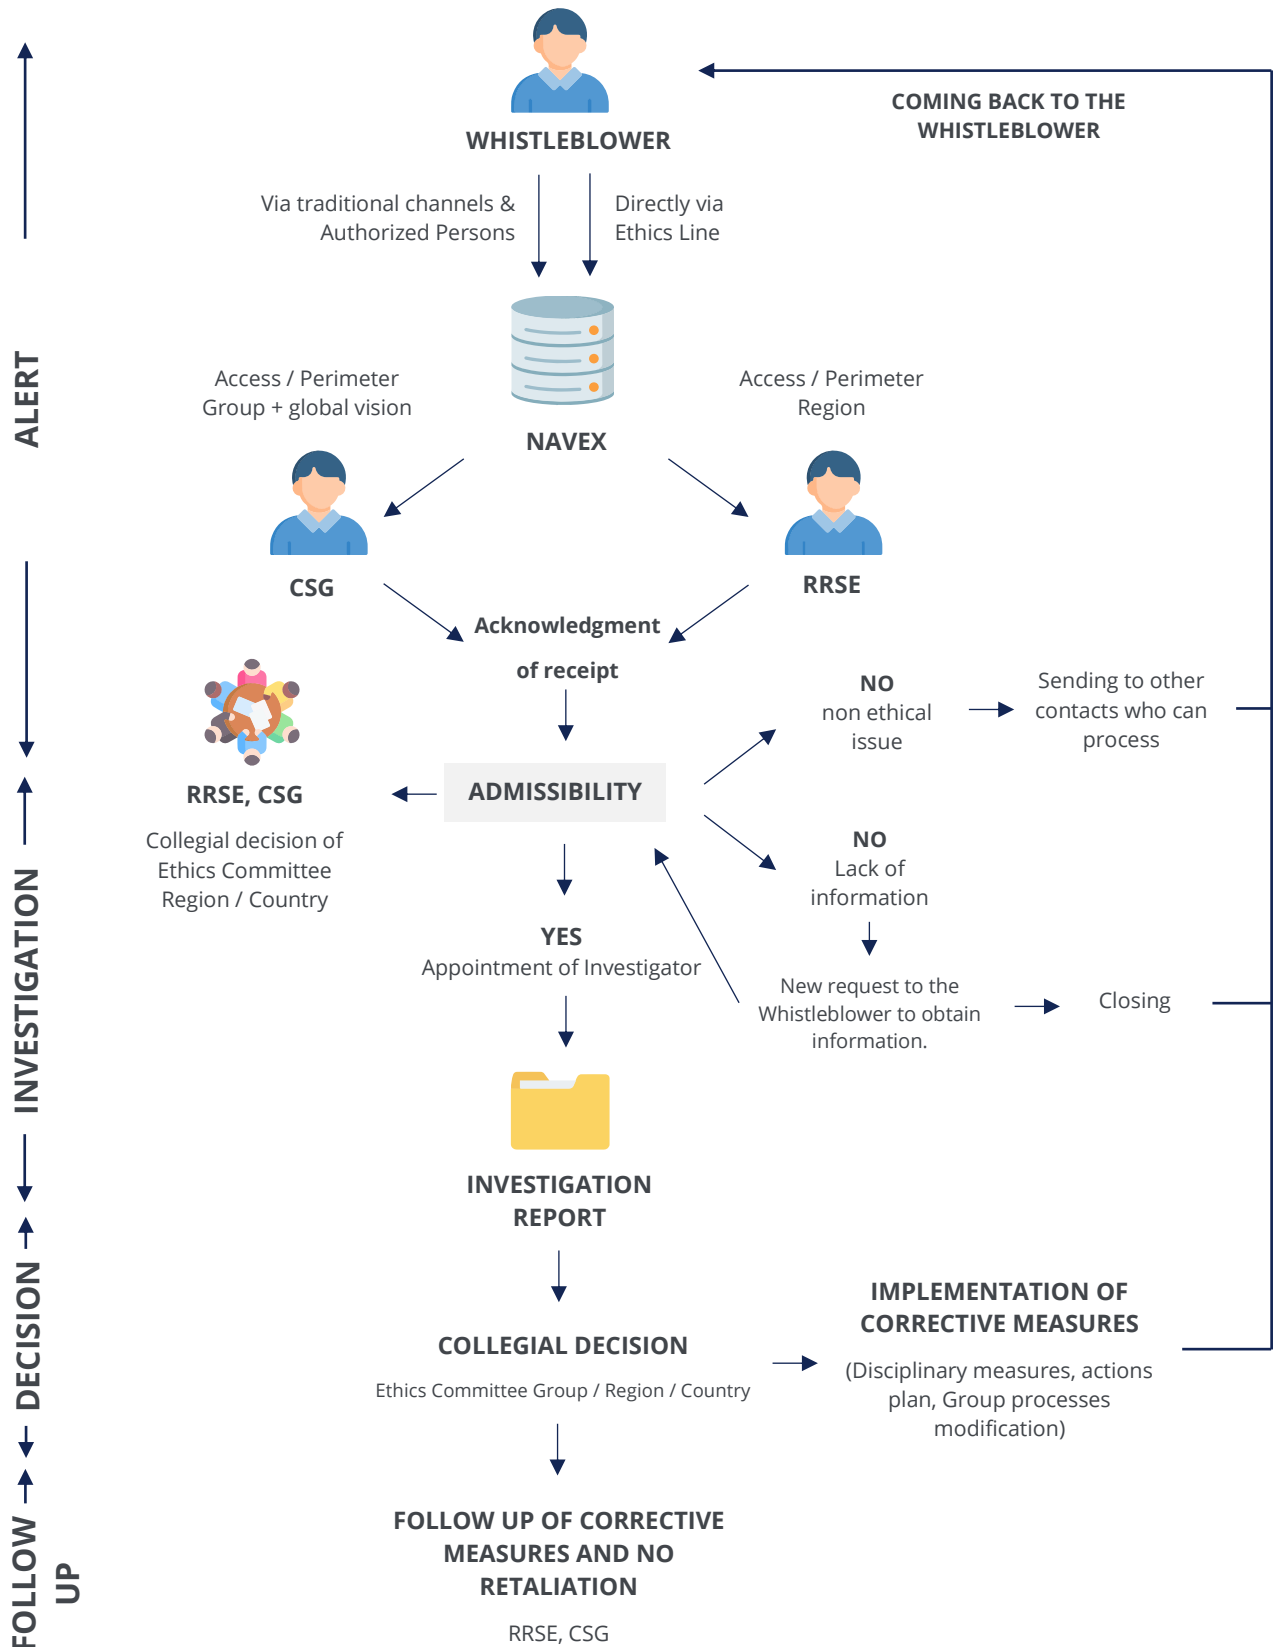 WHISTLEBLOWER
COMING BACK TO THE
WHISTLEBLOWER
Via traditional channels &
Authorized Persons
Directly via
Ethics Line
ALERT
NAVEX
Access / Perimeter
Group + global vision
Access / Perimeter
Region
CSG
RRSE
Acknowledgment
of receipt
ADMISSIBILITY
RRSE, CSG
Collegial decision of
Ethics Committee
Region / Country
NO
non ethical
issue
Sending to other
contacts who can
process
NO
Lack of
information
New request to the
Whistleblower to obtain
information.
Closing
INVESTIGATION
YES
Appointment of Investigator
INVESTIGATION
REPORT
DECISION
COLLEGIAL DECISION
Ethics Committee Group / Region / Country
IMPLEMENTATION OF
CORRECTIVE MEASURES
(Disciplinary measures, actions
plan, Group processes
modification)
FOLLOW
UP
FOLLOW UP OF CORRECTIVE
MEASURES AND NO
RETALIATION
RRSE, CSG